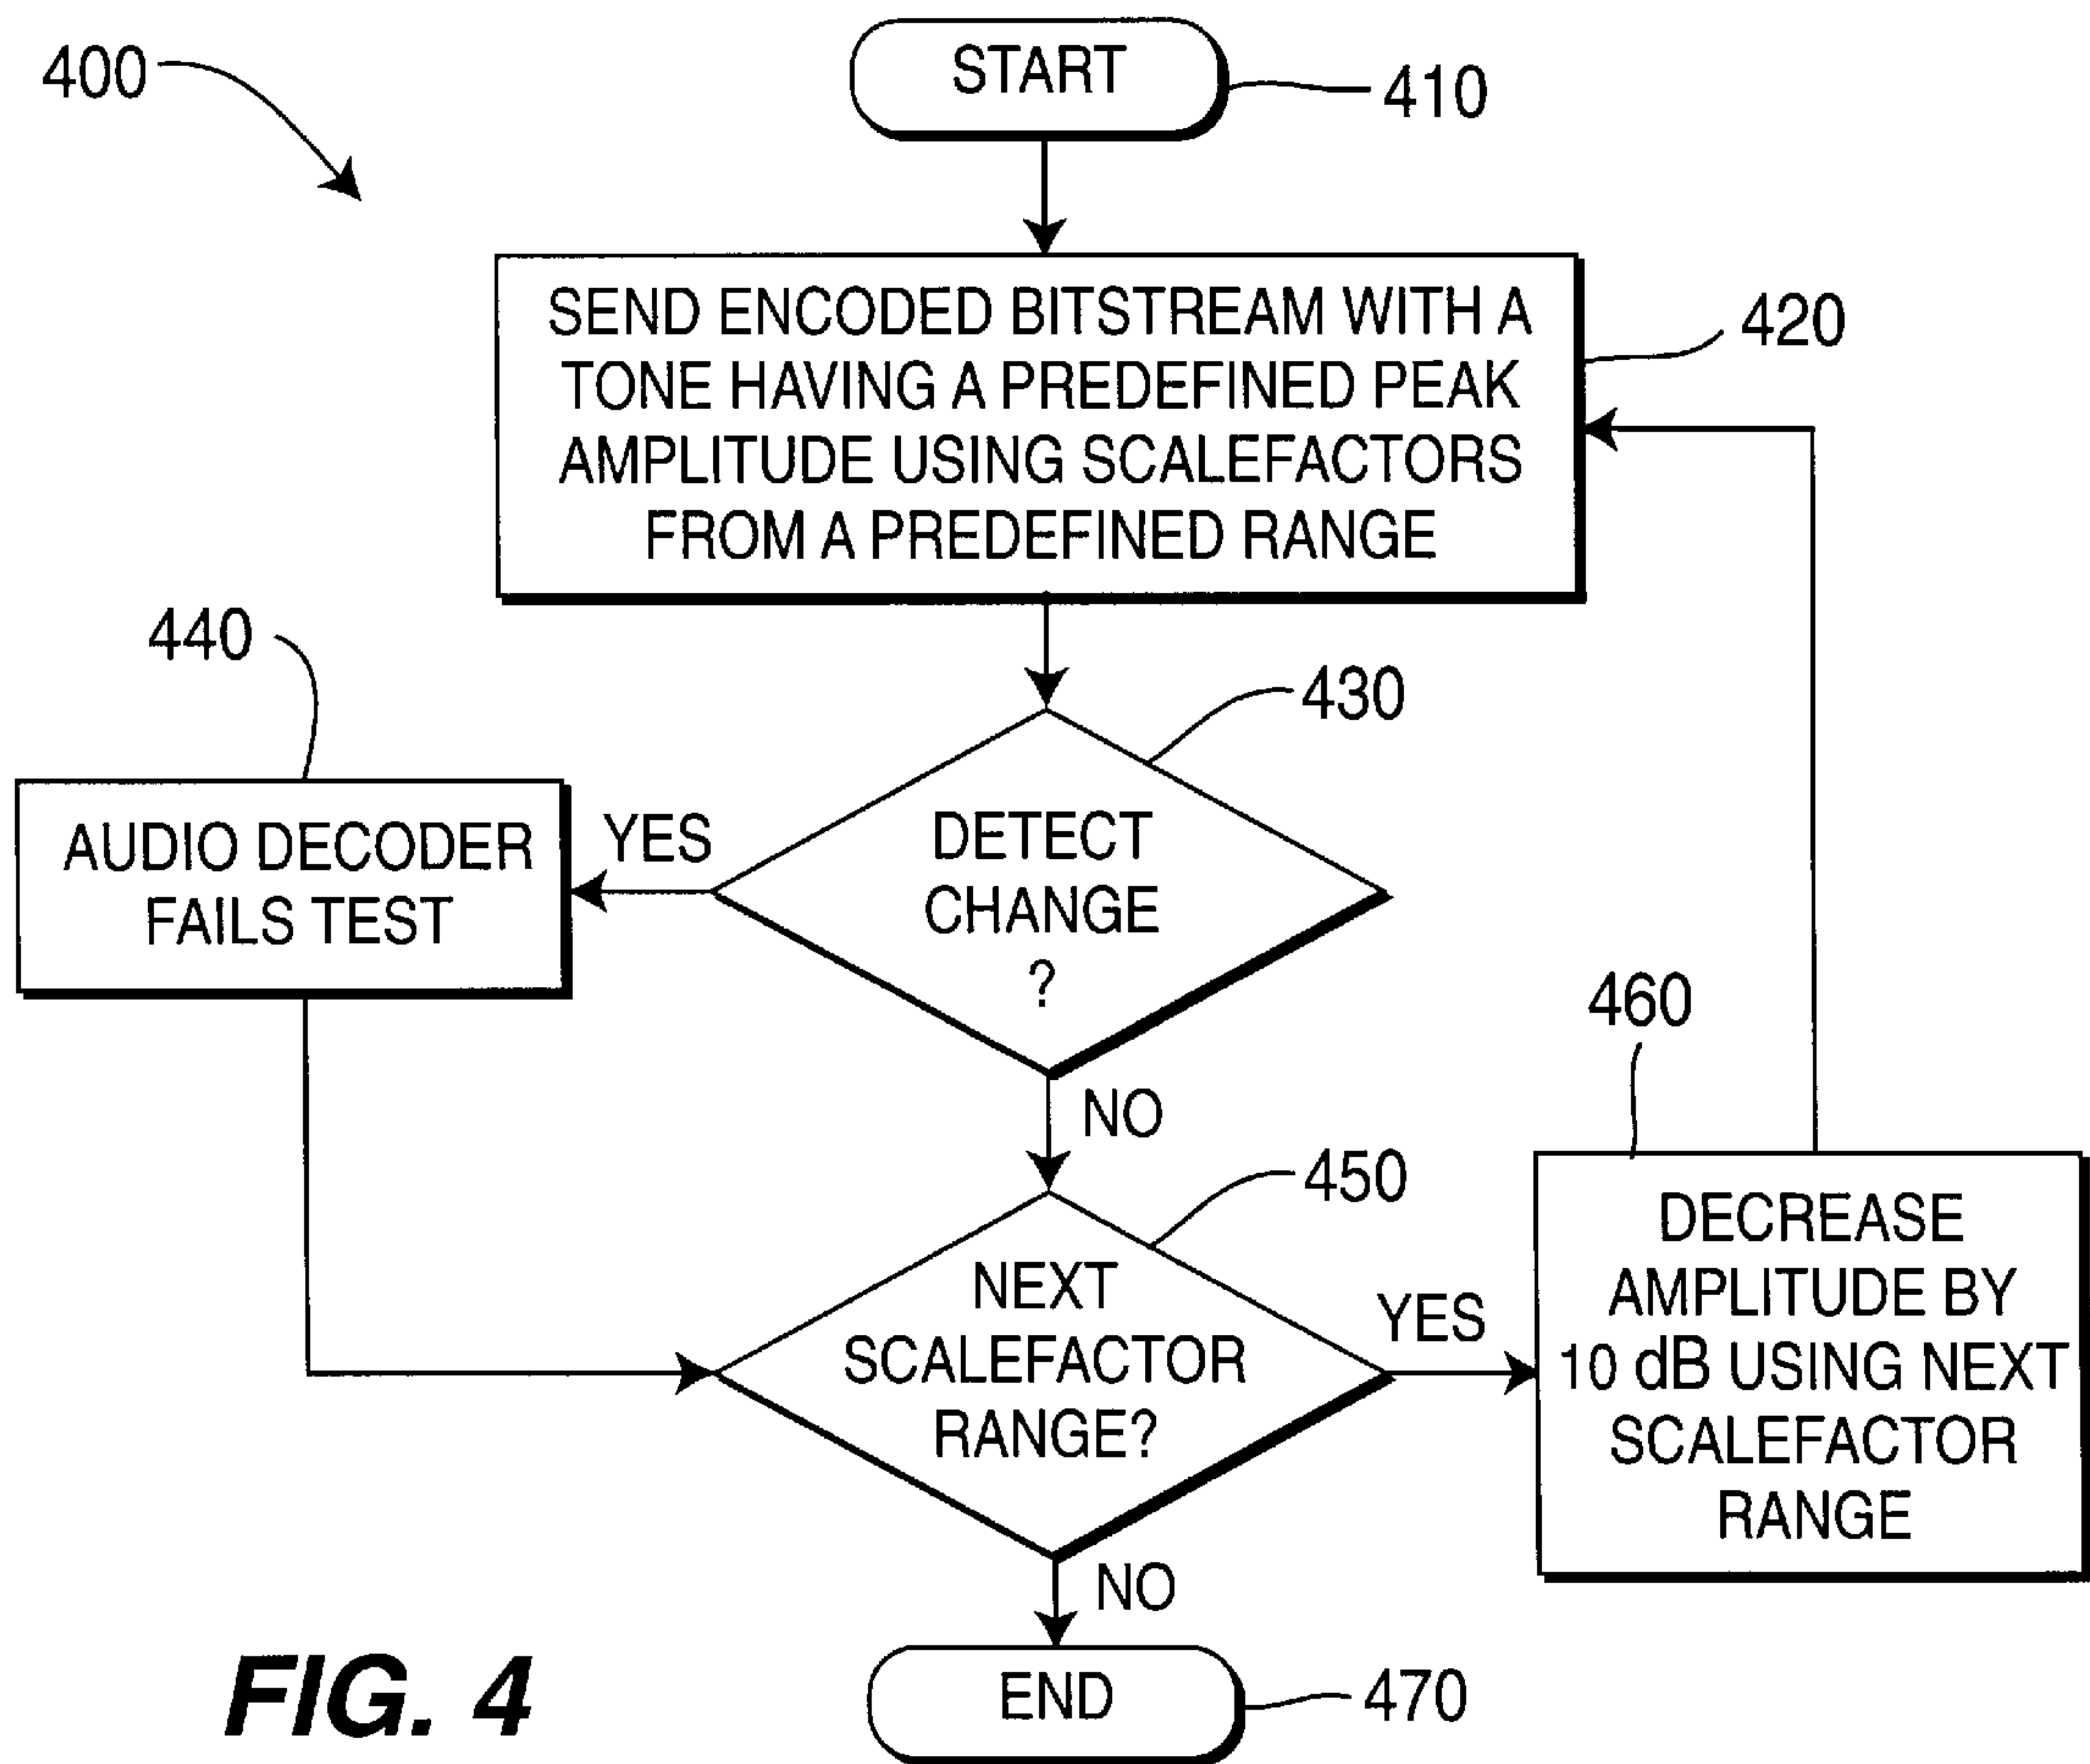 400
START
410
SEND ENCODED BITSTREAM WITH A
TONE HAVING A PREDEFINED PEAK
AMPLITUDE USING SCALEFACTORS
FROM A PREDEFINED RANGE
420
430
DETECT
CHANGE
?
YES
440
AUDIO DECODER
FAILS TEST
NO
450
NEXT
SCALEFACTOR
RANGE?
YES
460
DECREASE
AMPLITUDE BY
10 dB USING NEXT
SCALEFACTOR
RANGE
NO
END
470
FIG. 4